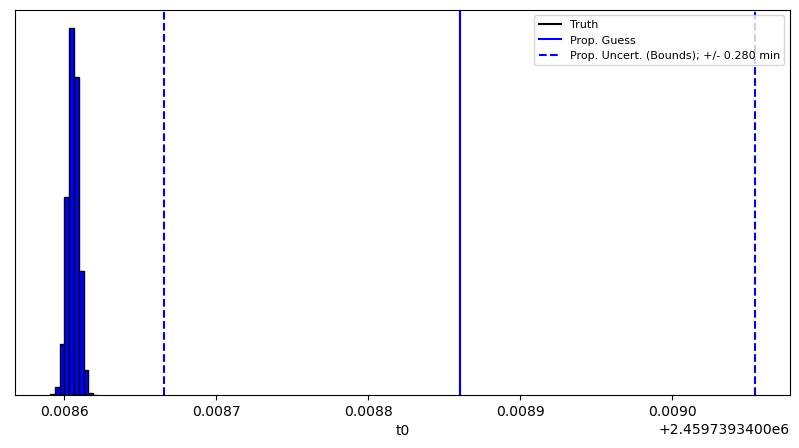 Truth
Prop. Guess
Prop. Uncert. (Bounds); +/- 0.280 min
0.0086 0.0087 0.0088 0.0089 0.0090
t0
+2.4597393400e6